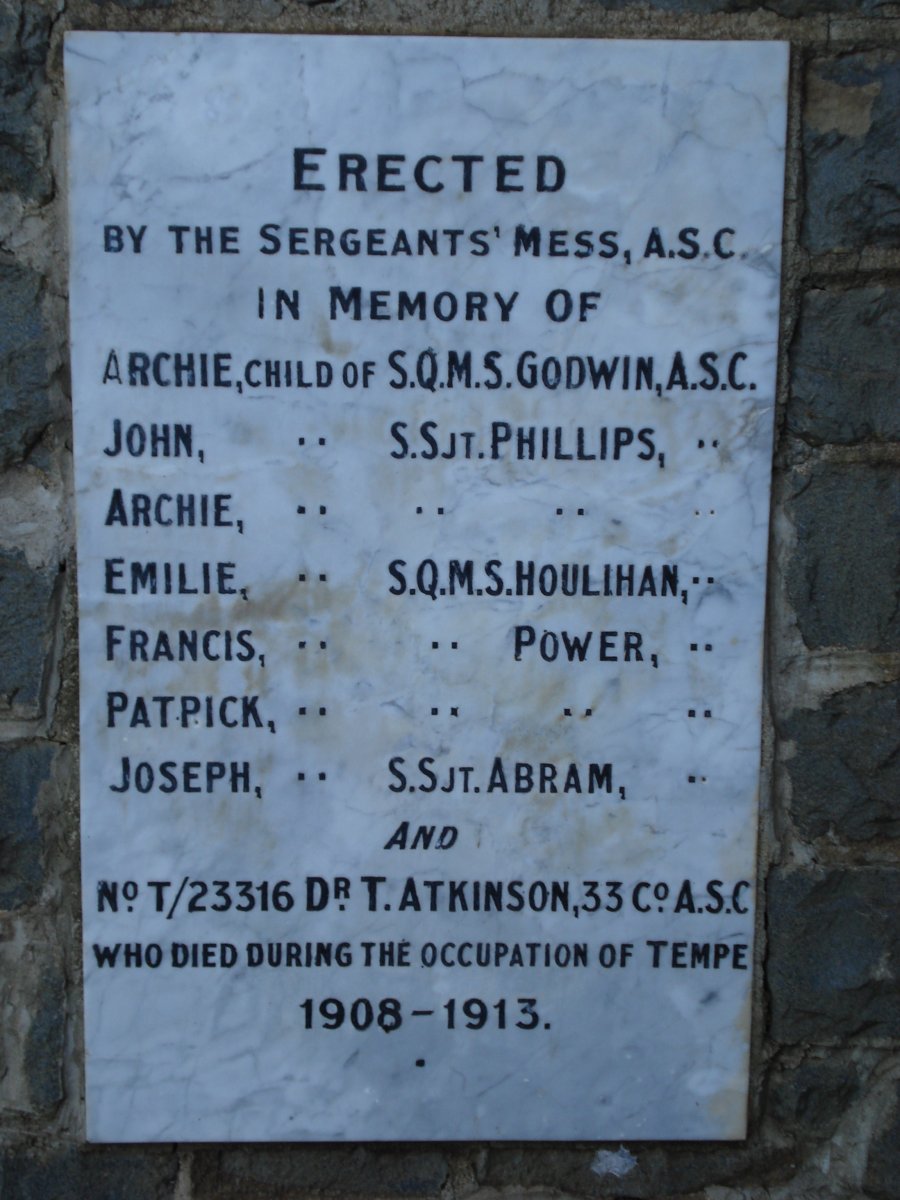 ERECTED
BY THE SERGEANTS' MESS, A.S.C.
IN MEMORY OF
ARCHIE, CHILD OF S.Q.M.S. GODWIN, A.S.C.
JOHN, ·· S.SJT. PHILLIPS, ··
ARCHIE, ·· ·· ·· ··
EMILIE, ·· S.Q.M.S. HOULIHAN, ··
FRANCIS, ·· ·· POWER, ··
PATPICK, ·· ·· ·· ··
JOSEPH, ·· S.SJT. ABRAM, ··
AND
Nº T/23316 DR. T. ATKINSON, 33 Cº A.S.C
WHO DIED DURING THE OCCUPATION OF TEMPE
1908-1913.